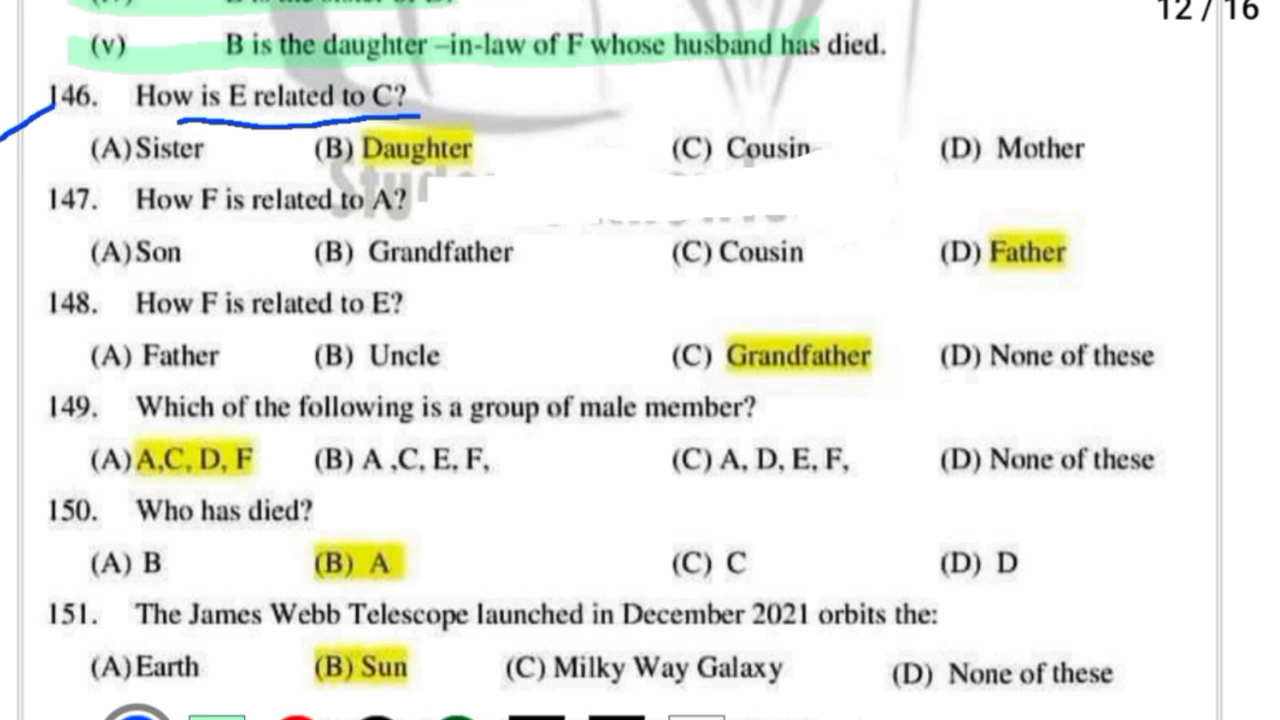 12 / 16
(v) B is the daughter –in-law of F whose husband has died.
146. How is E related to C?
(A) Sister (B) Daughter (C) Cousin (D) Mother
147. How F is related to A?
(A) Son (B) Grandfather (C) Cousin (D) Father
148. How F is related to E?
(A) Father (B) Uncle (C) Grandfather (D) None of these
149. Which of the following is a group of male member?
(A) A,C, D, F (B) A ,C, E, F, (C) A, D, E, F, (D) None of these
150. Who has died?
(A) B (B) A (C) C (D) D
151. The James Webb Telescope launched in December 2021 orbits the:
(A) Earth (B) Sun (C) Milky Way Galaxy (D) None of these